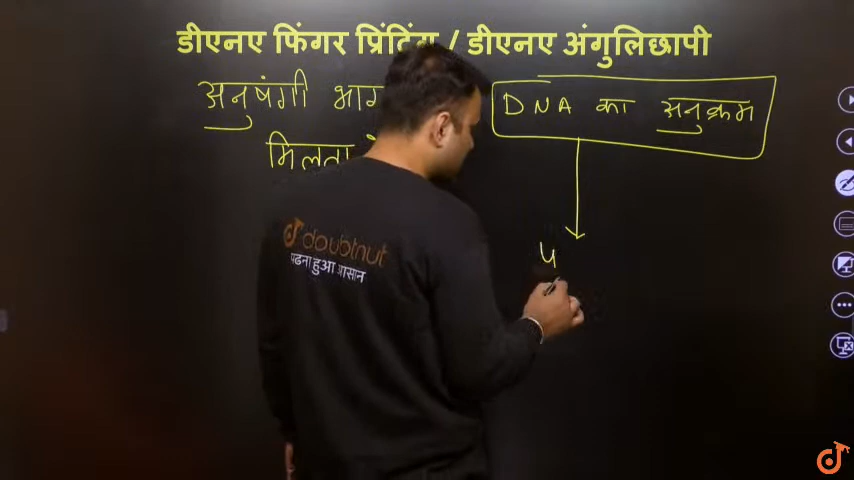 डीएनए फिंगर प्रिंटिंग / डीएनए अंगुलिछापी
अनुषंगी भाग
DNA का अनुक्रम
मिलता
doubtnut
पढना हुआ आसान